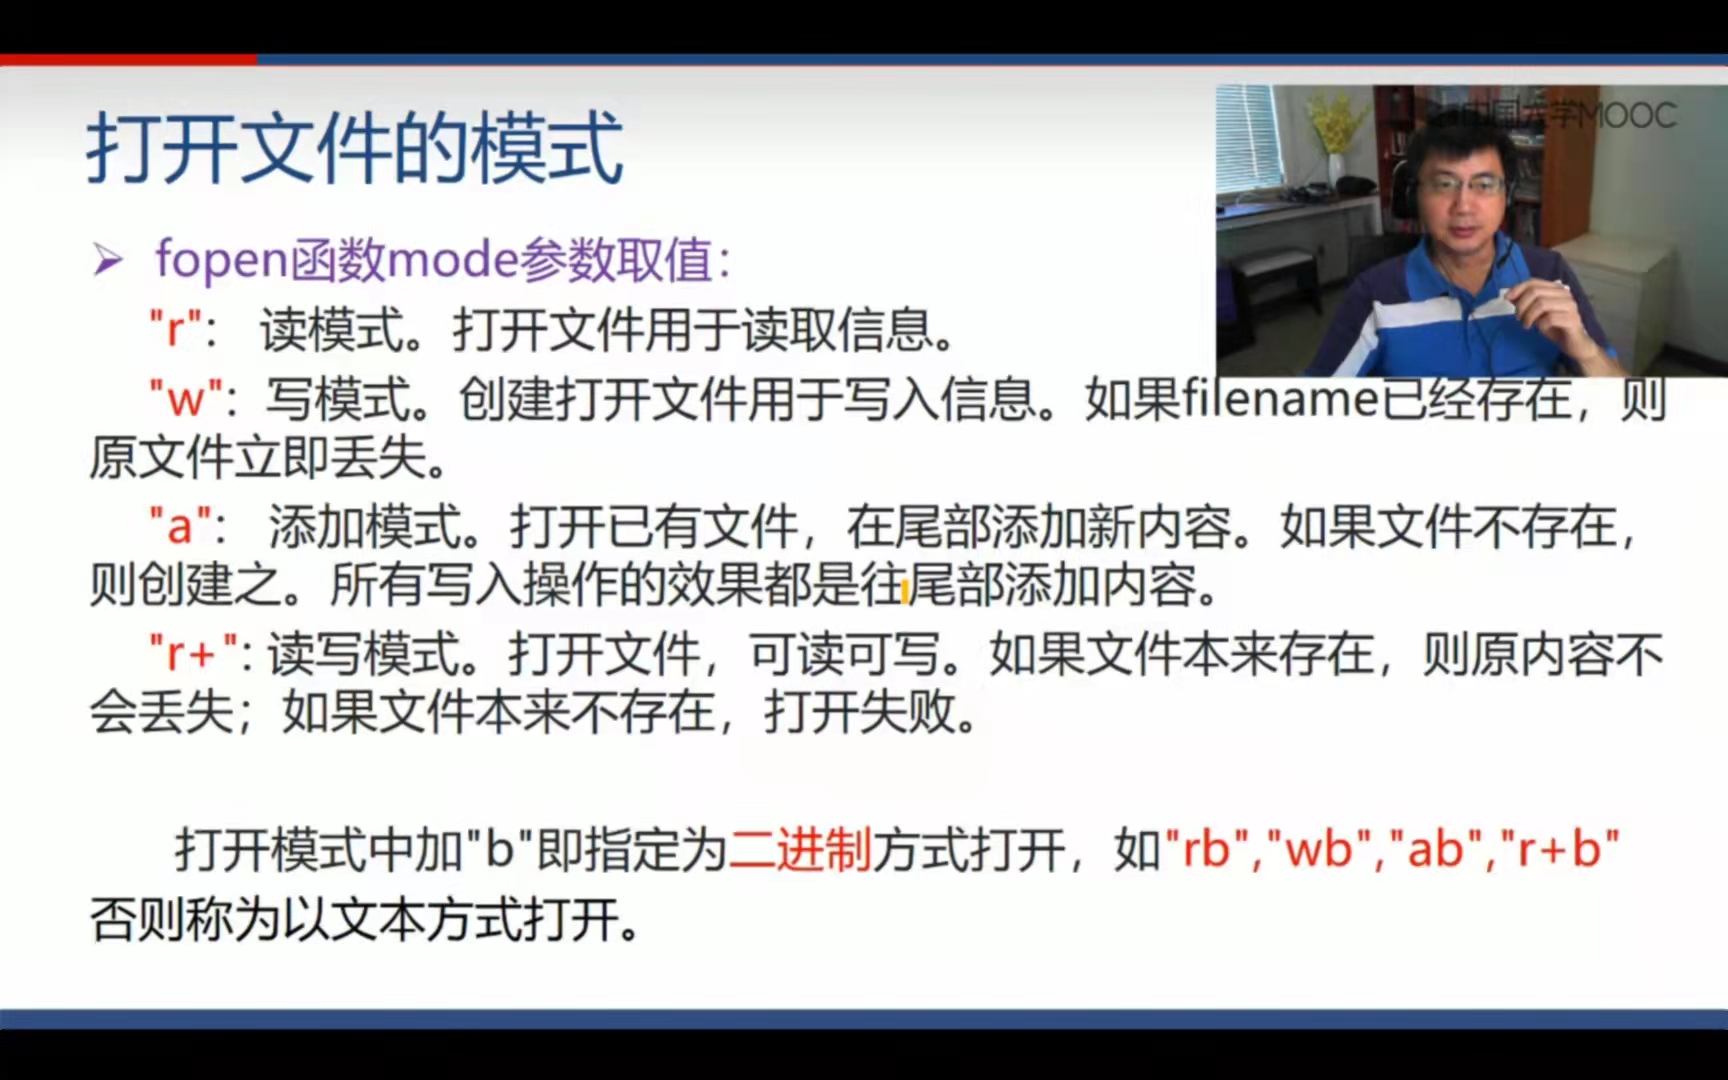 中国大学MOOC
打开文件的模式
➢ fopen函数mode参数取值：
"r"： 读模式。打开文件用于读取信息。
"w"：写模式。创建打开文件用于写入信息。如果filename已经存在，则
原文件立即丢失。
"a"： 添加模式。打开已有文件，在尾部添加新内容。如果文件不存在，
则创建之。所有写入操作的效果都是往尾部添加内容。
"r+": 读写模式。打开文件，可读可写。如果文件本来存在，则原内容不
会丢失；如果文件本来不存在，打开失败。
打开模式中加"b"即指定为二进制方式打开，如"rb","wb","ab","r+b"
否则称为以文本方式打开。